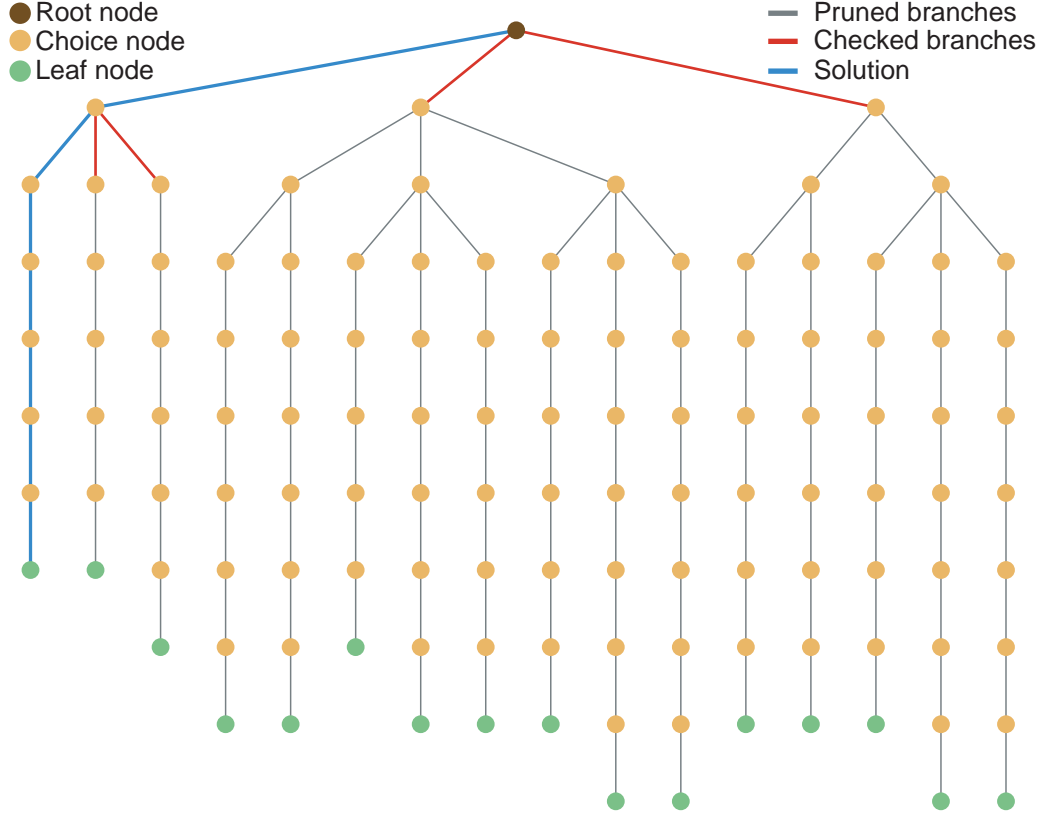 Root node
Choice node
Leaf node
Pruned branches
Checked branches
Solution